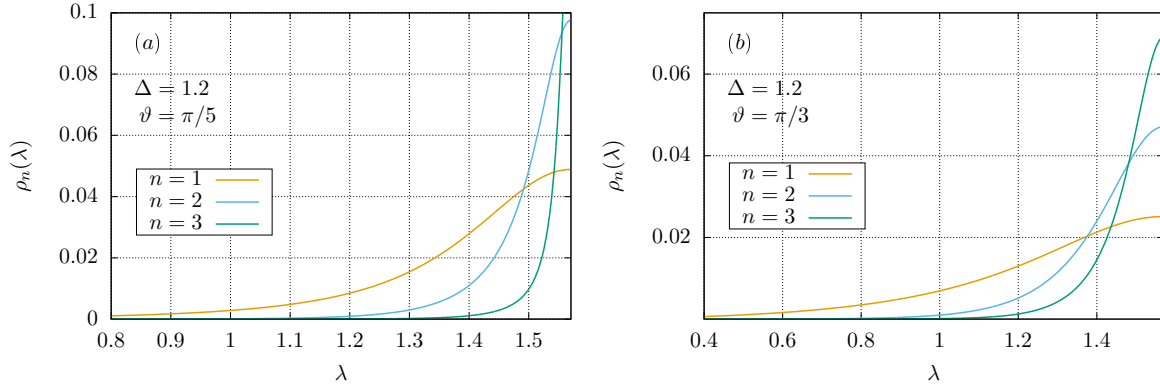 0.1
0.08
0.06
0.04
0.02
0
ρₙ(λ)
(a)
Δ = 1.2
ϑ = π/5
n = 1
n = 2
n = 3
0.8 0.9 1 1.1 1.2 1.3 1.4 1.5
λ
0.06
0.04
0.02
ρₙ(λ)
(b)
Δ = 1.2
ϑ = π/3
n = 1
n = 2
n = 3
0.4 0.6 0.8 1 1.2 1.4
λ